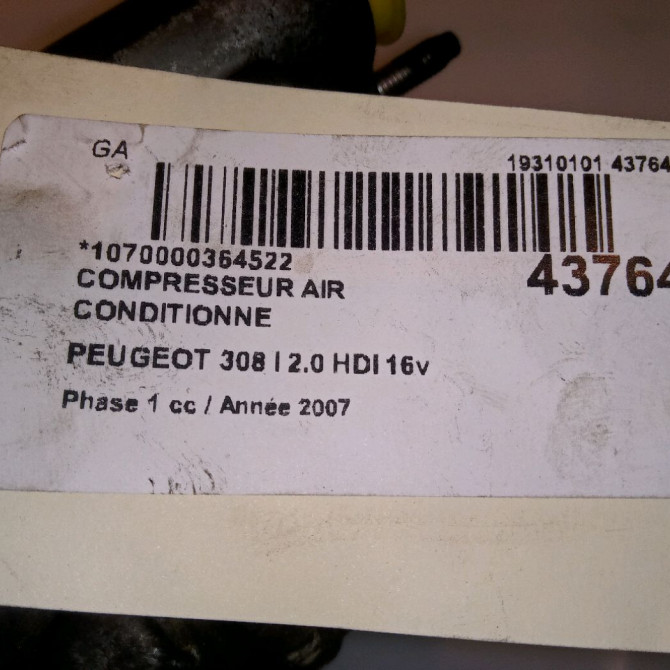 GA
19310101 43764
*1070000364522
43764
COMPRESSEUR AIR
CONDITIONNE
PEUGEOT 308 I 2.0 HDI 16v
Phase 1 cc / Année 2007